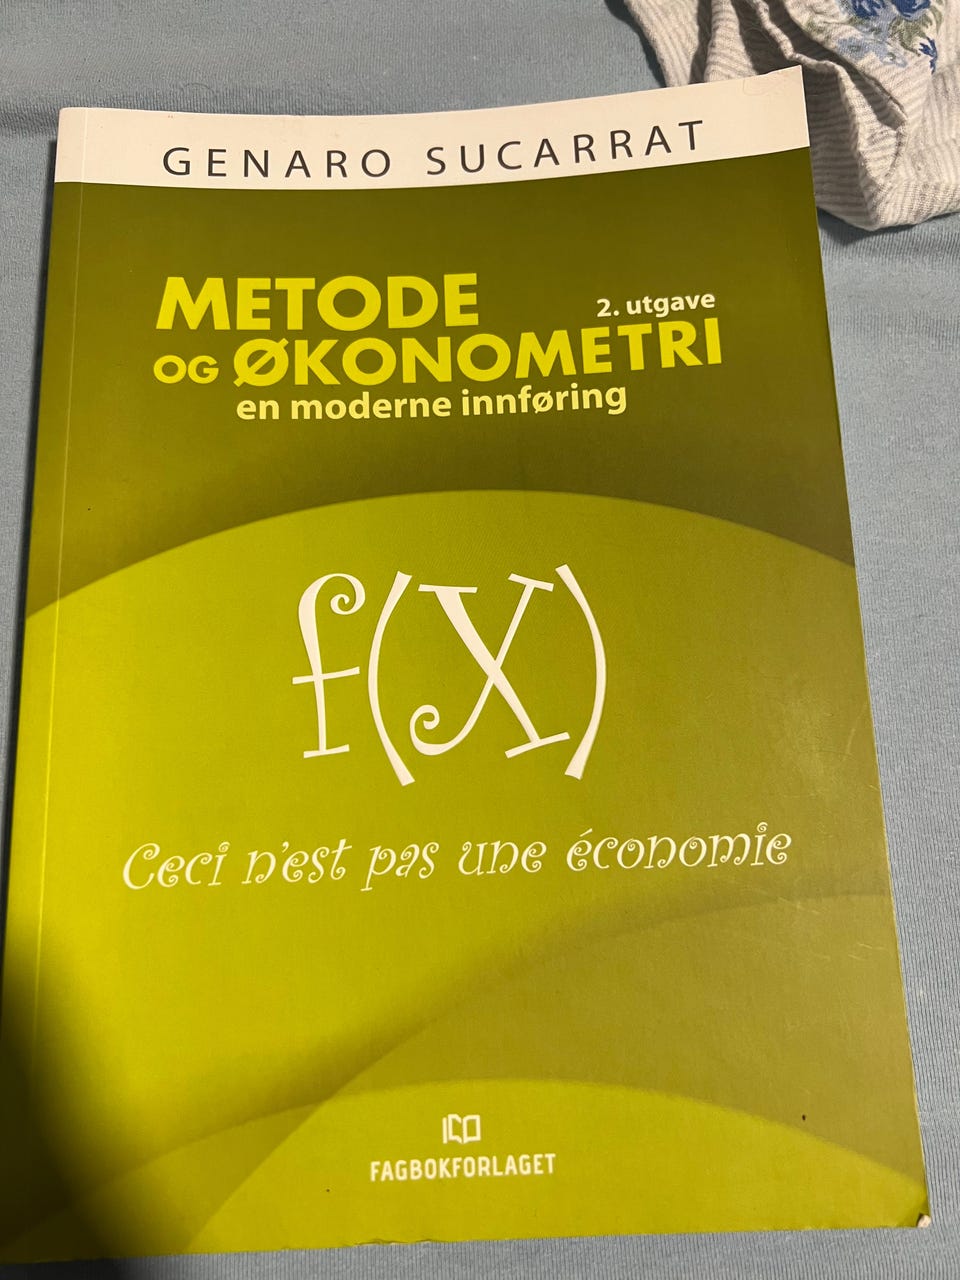 GENARO SUCARRAT
METODE
2. utgave
OG ØKONOMETRI
en moderne innføring
f(X)
Ceci n'est pas une économie
FAGBOKFORLAGET